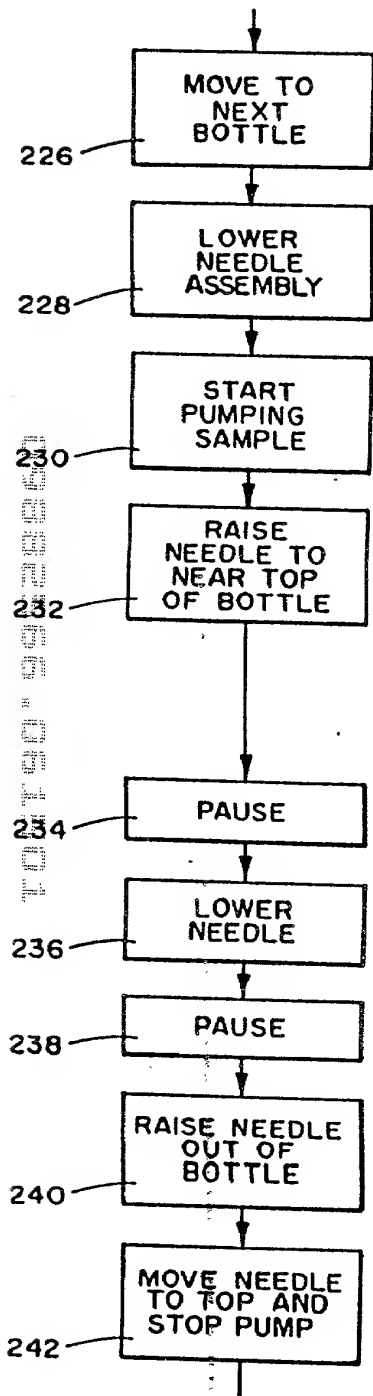 MOVE TO
NEXT
BOTTLE
226
LOWER
NEEDLE
ASSEMBLY
228
START
PUMPING
SAMPLE
230
RAISE
NEEDLE TO
NEAR TOP
OF BOTTLE
232
PAUSE
234
LOWER
NEEDLE
236
PAUSE
238
RAISE NEEDLE
OUT OF
BOTTLE
240
MOVE NEEDLE
TO TOP AND
STOP PUMP
242